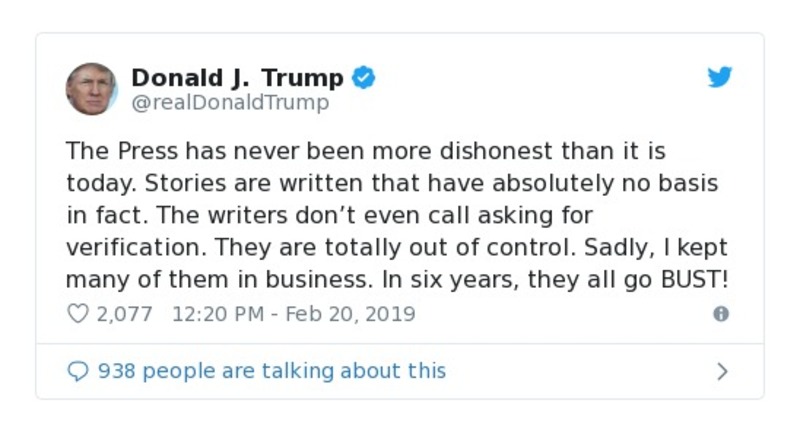 Donald J. Trump
@realDonaldTrump
The Press has never been more dishonest than it is
today. Stories are written that have absolutely no basis
in fact. The writers don’t even call asking for
verification. They are totally out of control. Sadly, I kept
many of them in business. In six years, they all go BUST!
2,077 12:20 PM - Feb 20, 2019
938 people are talking about this